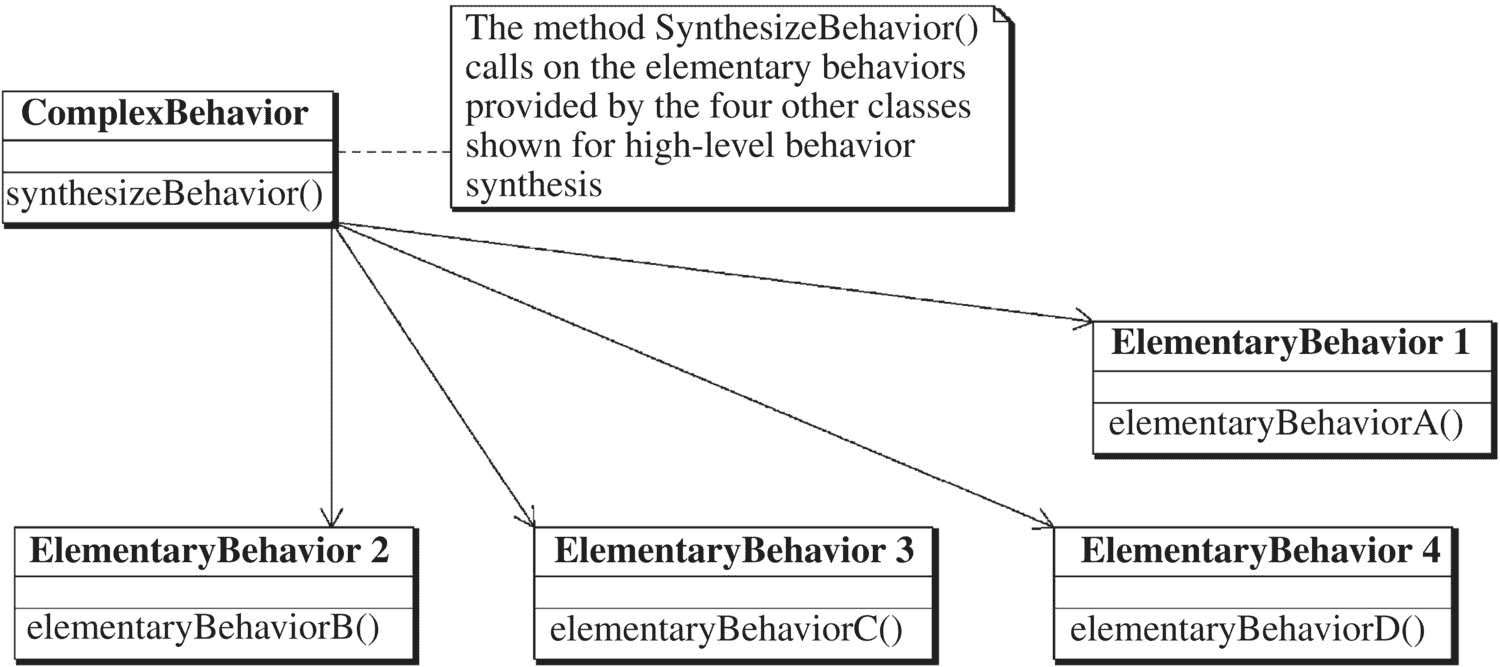 The method SynthesizeBehavior()
calls on the elementary behaviors
provided by the four other classes
shown for high-level behavior
synthesis
ComplexBehavior
synthesizeBehavior()
ElementaryBehavior 1
elementaryBehaviorA()
ElementaryBehavior 2
elementaryBehaviorB()
ElementaryBehavior 3
elementaryBehaviorC()
ElementaryBehavior 4
elementaryBehaviorD()